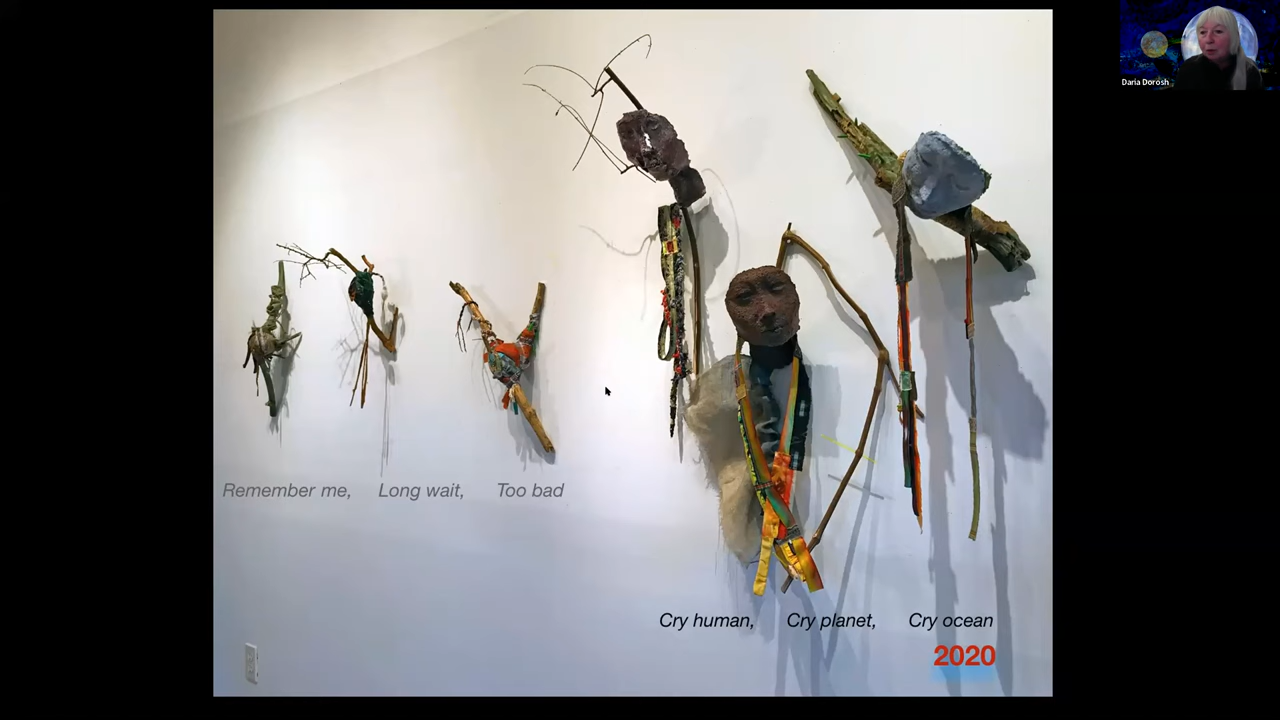 Daria Dorosh
Remember me, Long wait, Too bad
Cry human, Cry planet, Cry ocean
2020